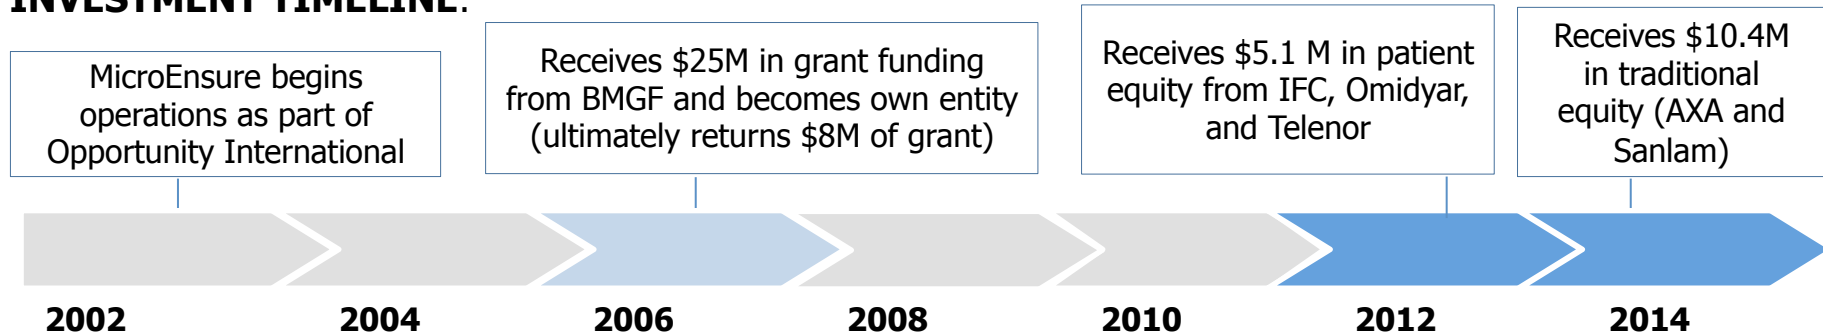 INVESTMENT TIMELINE:
MicroEnsure begins
operations as part of
Opportunity International
Receives $25M in grant funding
from BMGF and becomes own entity
(ultimately returns $8M of grant)
Receives $5.1 M in patient
equity from IFC, Omidyar,
and Telenor
Receives $10.4M
in traditional
equity (AXA and
Sanlam)
2002
2004
2006
2008
2010
2012
2014